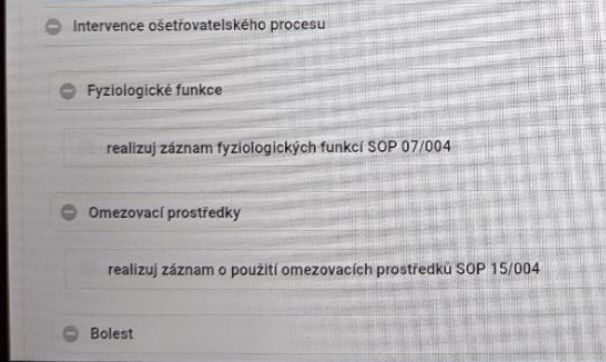 Intervence ošetřovatelského procesu
Fyziologické funkce
realizuj záznam fyziologických funkcí SOP 07/004
Omezovací prostředky
realizuj záznam o použití omezovacích prostředků SOP 15/004
Bolest